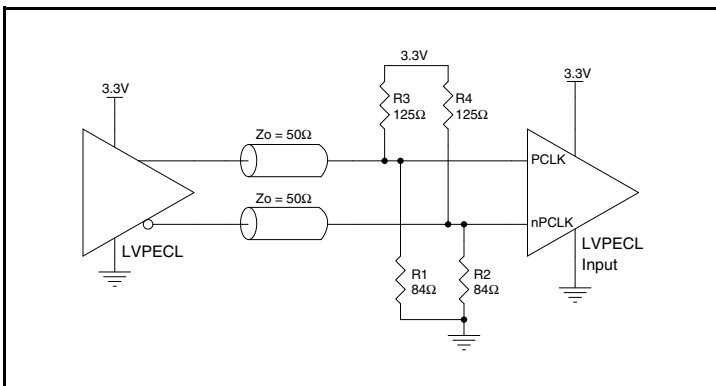 3.3V
3.3V
3.3V
R3
125Ω
R4
125Ω
Zo = 50Ω
PCLK
Zo = 50Ω
nPCLK
LVPECL
LVPECL
Input
R1
84Ω
R2
84Ω